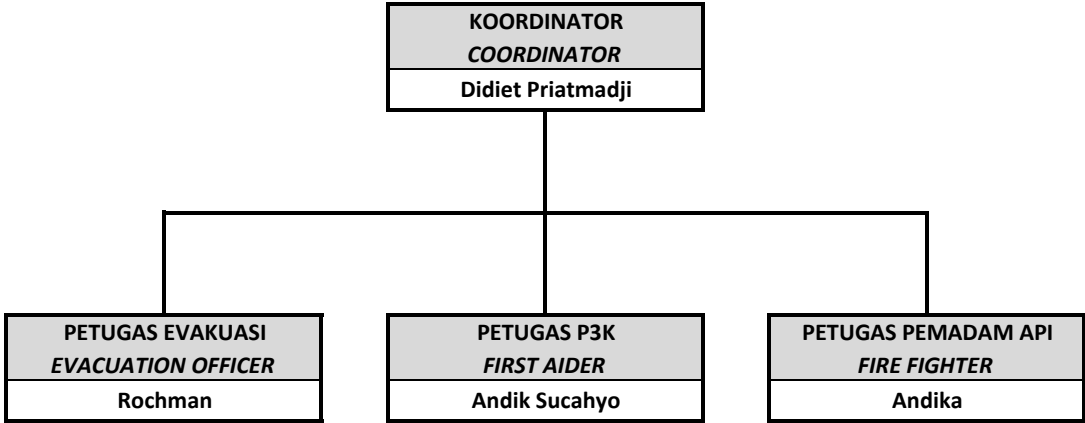 KOORDINATOR
COORDINATOR
Didiet Priatmadji
PETUGAS EVAKUASI
EVACUATION OFFICER
Rochman
PETUGAS P3K
FIRST AIDER
Andik Sucahyo
PETUGAS PEMADAM API
FIRE FIGHTER
Andika